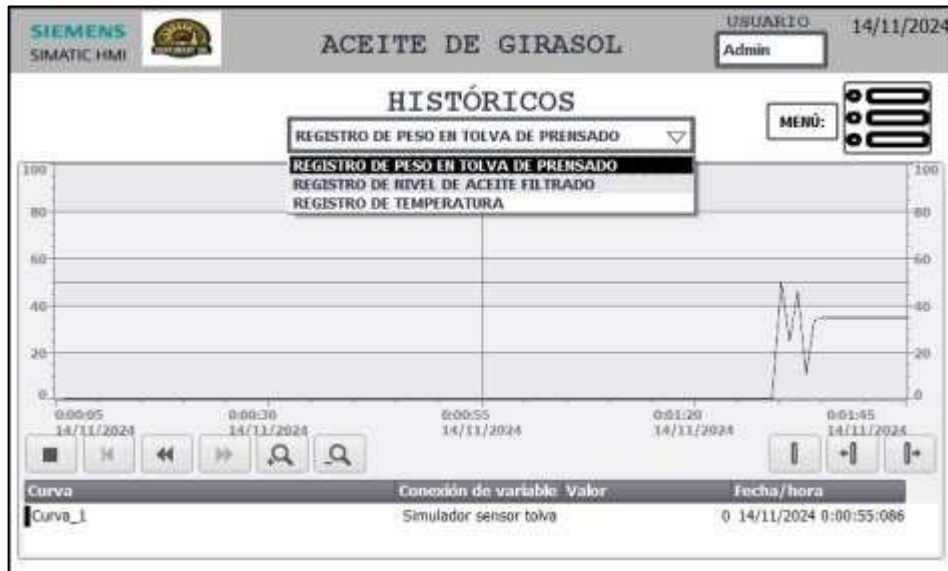 SIEMENS
SIMATIC HMI
ACEITE DE GIRASOL
USUARIO
Admin
14/11/2024
HISTÓRICOS
MENÙ:
REGISTRO DE PESO EN TOLVA DE PRENSADO
REGISTRO DE PESO EN TOLVA DE PRENSADO
REGISTRO DE NIVEL DE ACEITE FILTRADO
REGISTRO DE TEMPERATURA
100 100
80 80
60 60
40 40
20 20
0 0
0:00:05 0:00:30 0:00:55 0:01:20 0:01:45
14/11/2024 14/11/2024 14/11/2024 14/11/2024 14/11/2024
Curva Conexión de variable Valor Fecha/hora
Curva_1 Simulador sensor tolva 0 14/11/2024 0:00:55:086